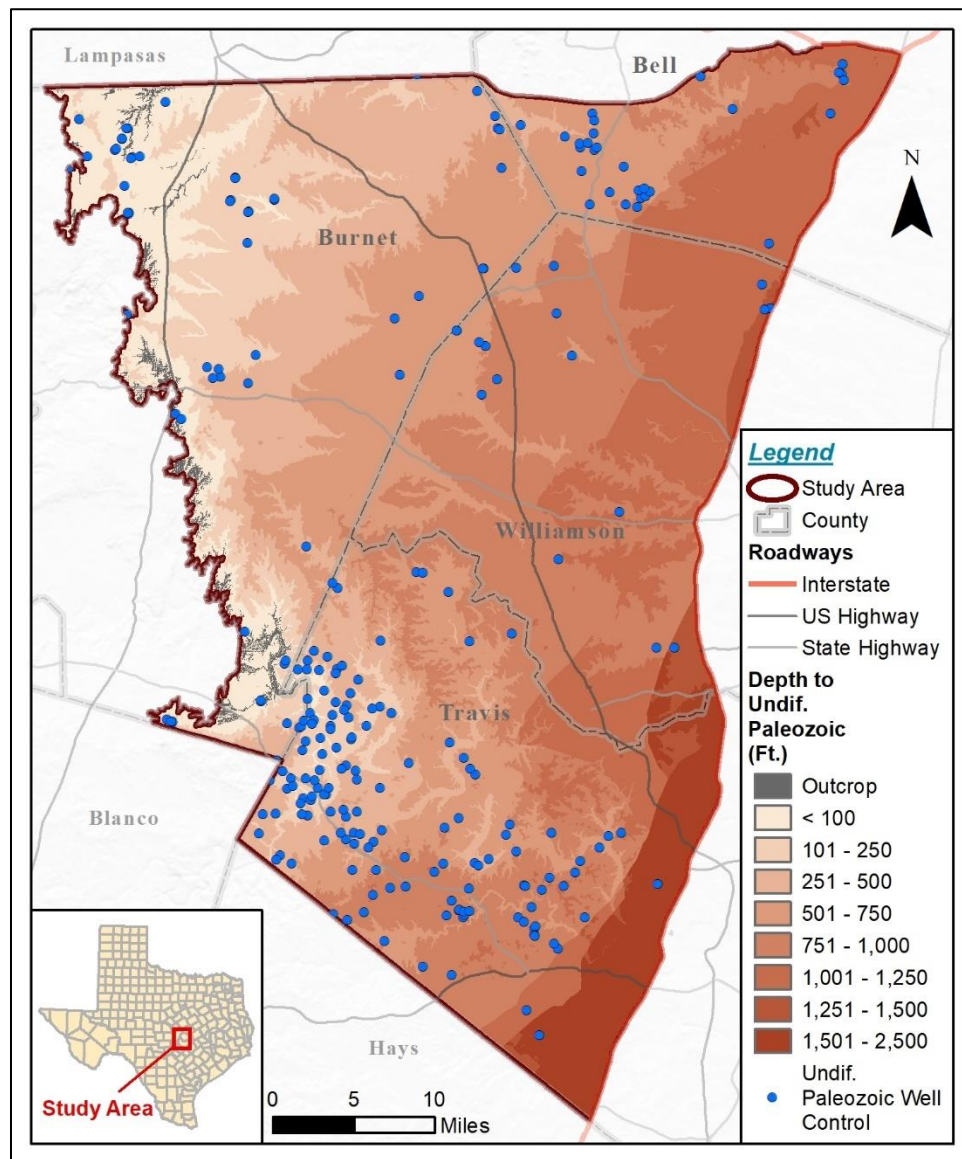 Lampasas
Bell
N
Burnet
Williamson
Travis
Blanco
Hays
Legend
Study Area
County
Roadways
Interstate
US Highway
State Highway
Depth to
Undif.
Paleozoic
(Ft.)
Outcrop
< 100
101 - 250
251 - 500
501 - 750
751 - 1,000
1,001 - 1,250
1,251 - 1,500
1,501 - 2,500
Undif.
Paleozoic Well
Control
Study Area
0 5 10
Miles